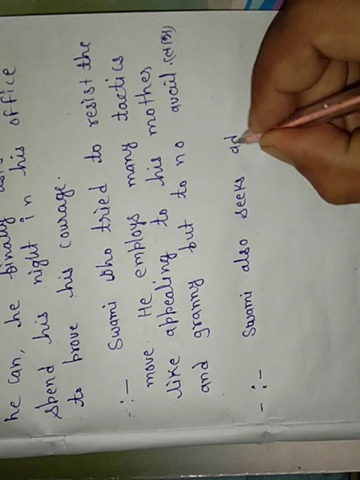 he can, he finally
spend his night in his office
to prove his courage.
-:- Swami who tried to resist the
move He employs many tactics
like appealing to his mothes
and granny but to no avail
-:- Swami also seeks ad